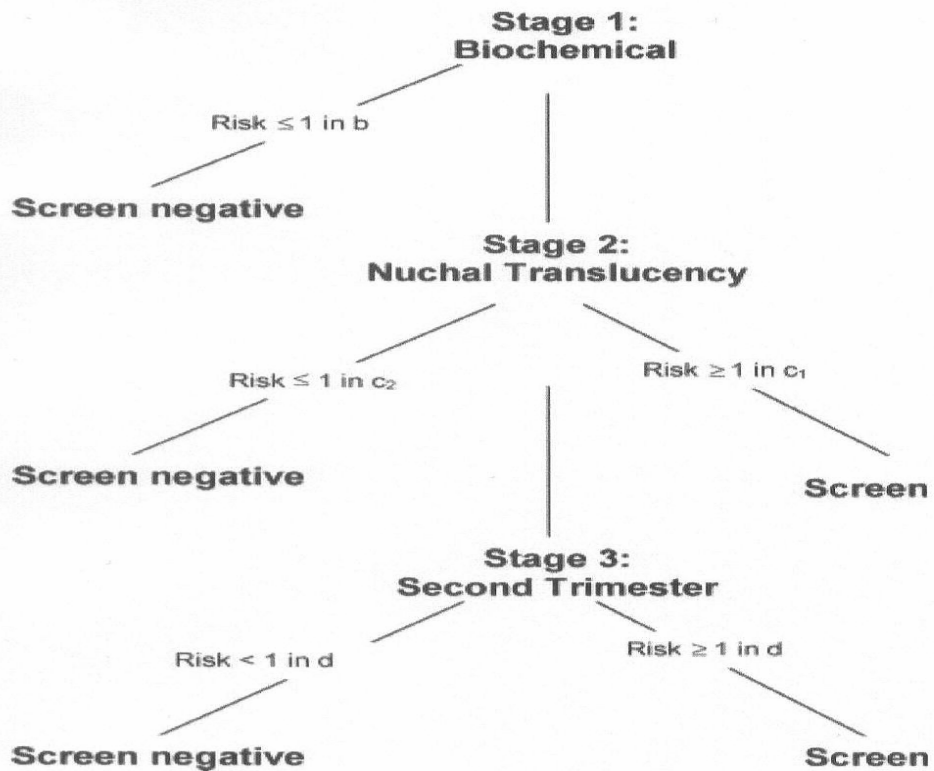 Stage 1:
Biochemical
Risk ≤ 1 in b
Screen negative
Stage 2:
Nuchal Translucency
Risk ≤ 1 in c₂
Risk ≥ 1 in c₁
Screen negative
Screen
Stage 3:
Second Trimester
Risk < 1 in d
Risk ≥ 1 in d
Screen negative
Screen